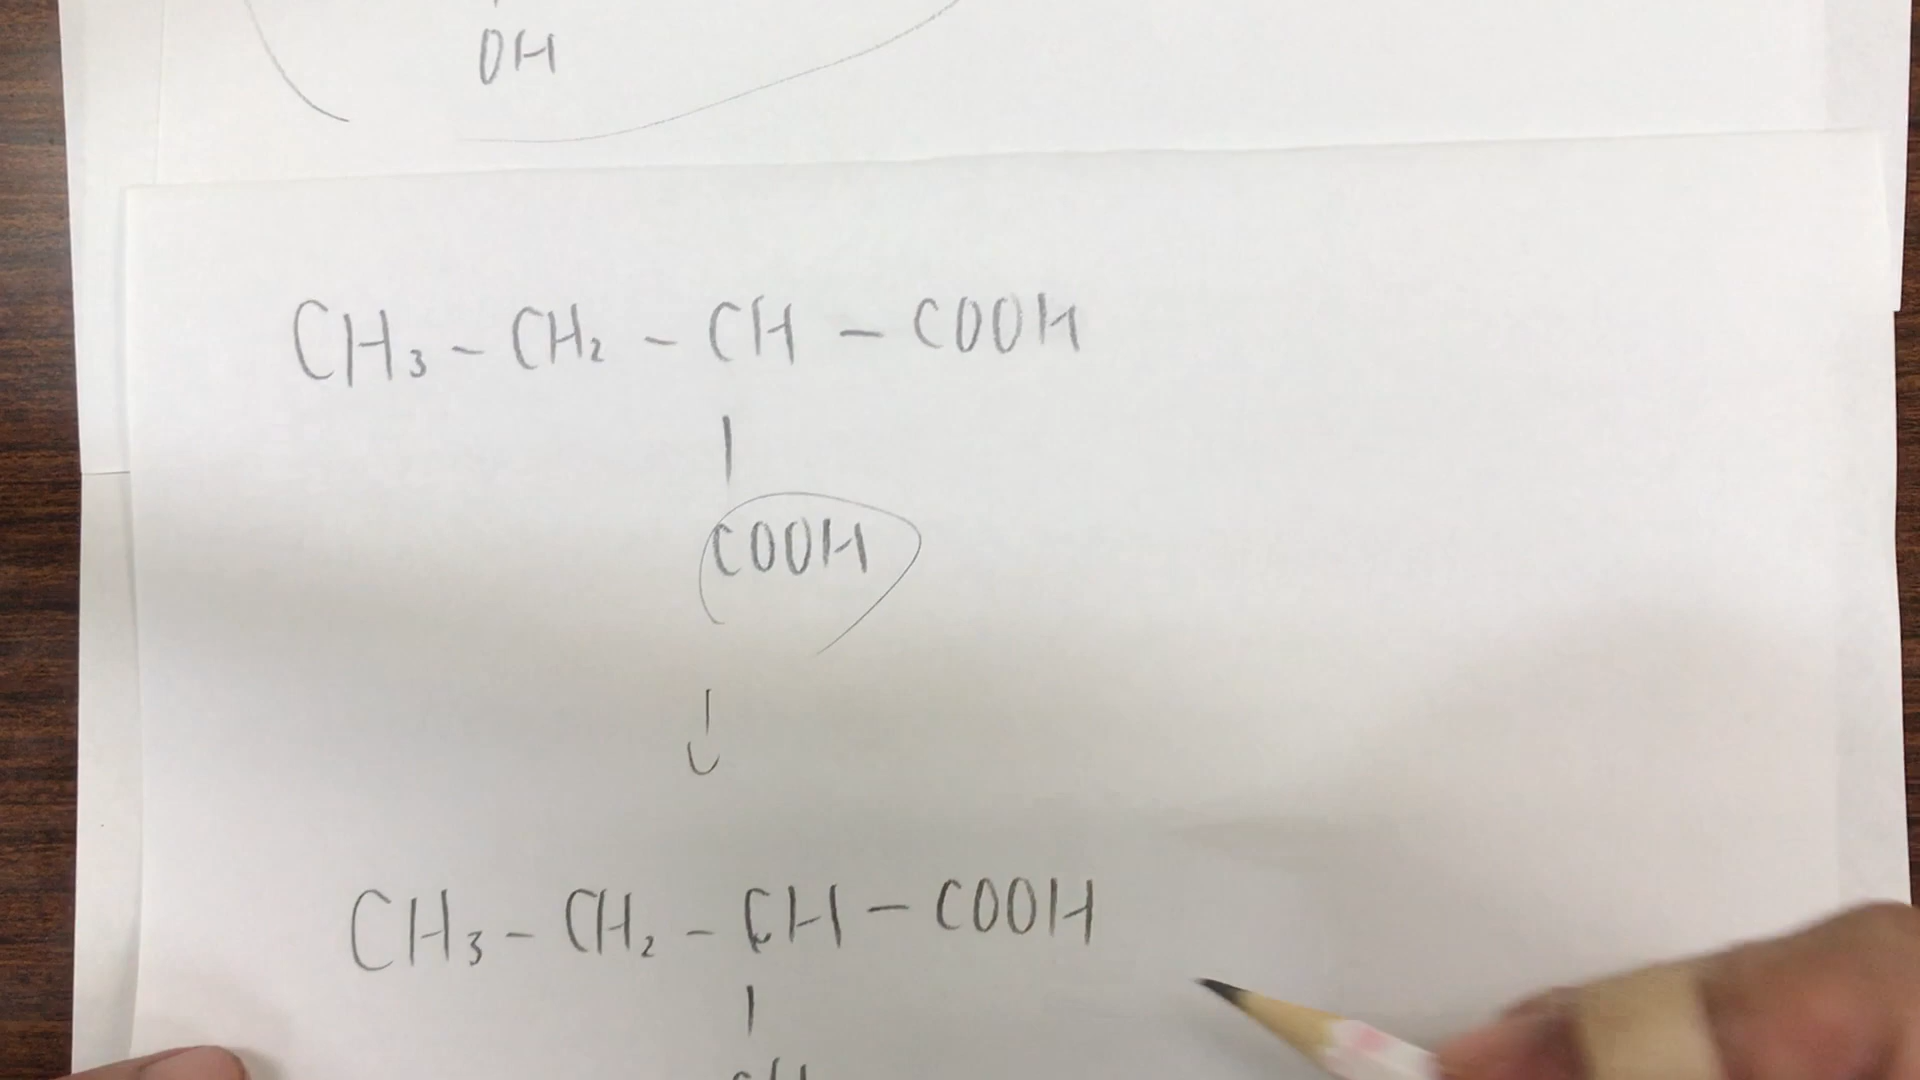 OH
CH₃ - CH₂ - CH - COOH
|
COOH
↓
CH₃ - CH₂ - CH - COOH
|